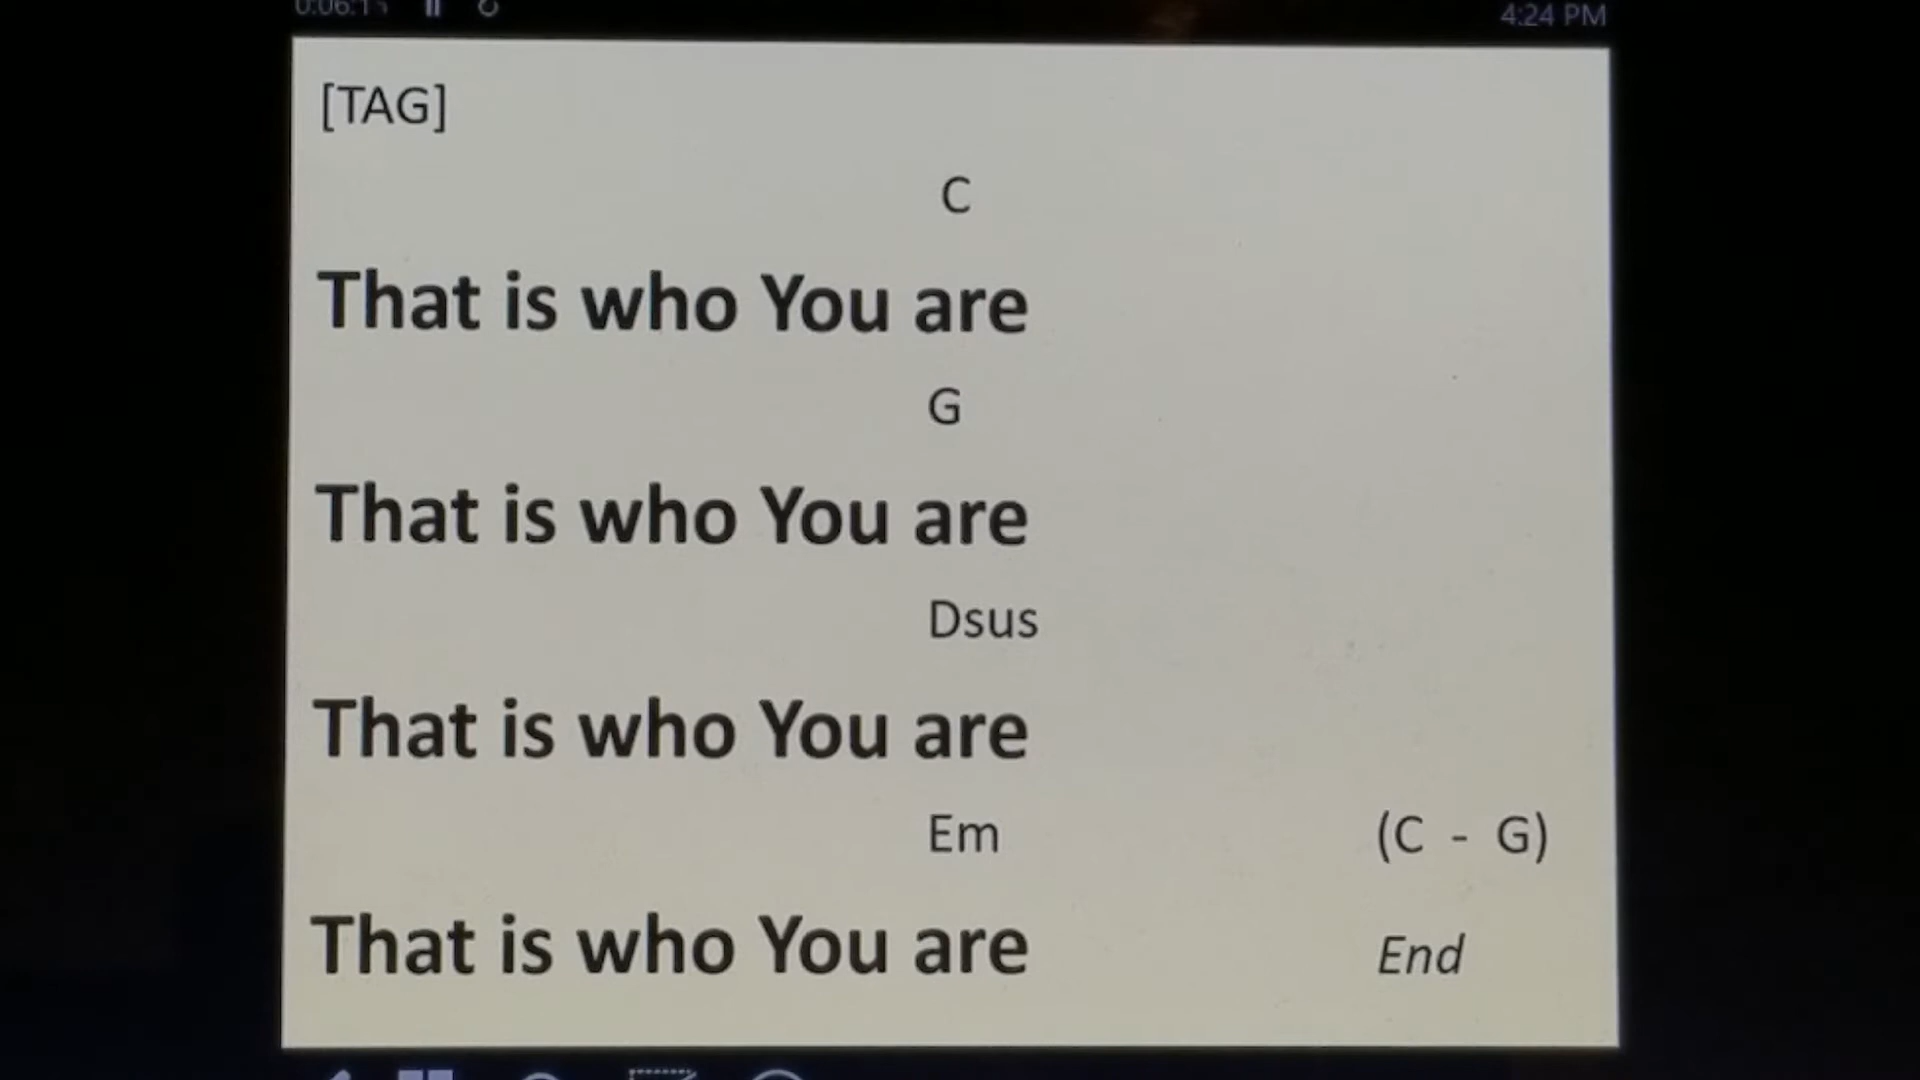 4:24 PM
[TAG]
C
That is who You are
G
That is who You are
Dsus
That is who You are
Em (C - G)
That is who You are End